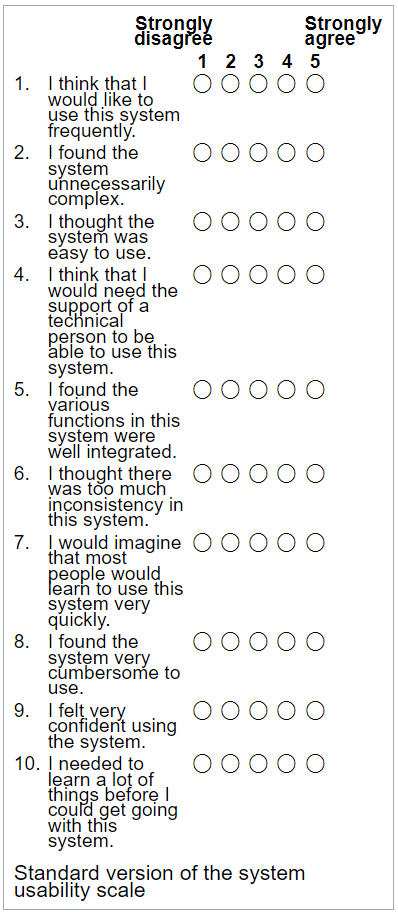 Strongly disagree Strongly agree
1 2 3 4 5
1. I think that I
would like to
use this system
frequently.
2. I found the
system
unnecessarily
complex.
3. I thought the
system was
easy to use.
4. I think that I
would need the
support of a
technical
person to be
able to use this
system.
5. I found the
various
functions in this
system were
well integrated.
6. I thought there
was too much
inconsistency in
this system.
7. I would imagine
that most
people would
learn to use this
system very
quickly.
8. I found the
system very
cumbersome to
use.
9. I felt very
confident using
the system.
10. I needed to
learn a lot of
things before I
could get going
with this
system.
Standard version of the system
usability scale